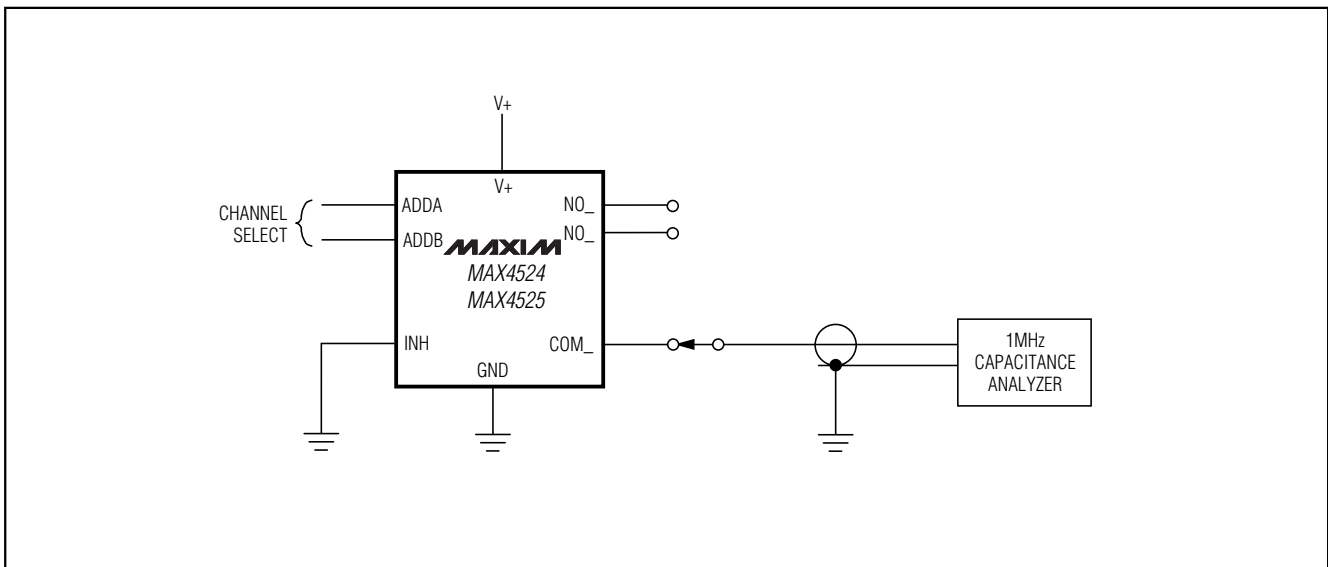 V+
V+
CHANNEL
SELECT
ADDA
ADDB
NO_
NO_
MAXIM
MAX4524
MAX4525
INH
COM_
GND
1MHz
CAPACITANCE
ANALYZER